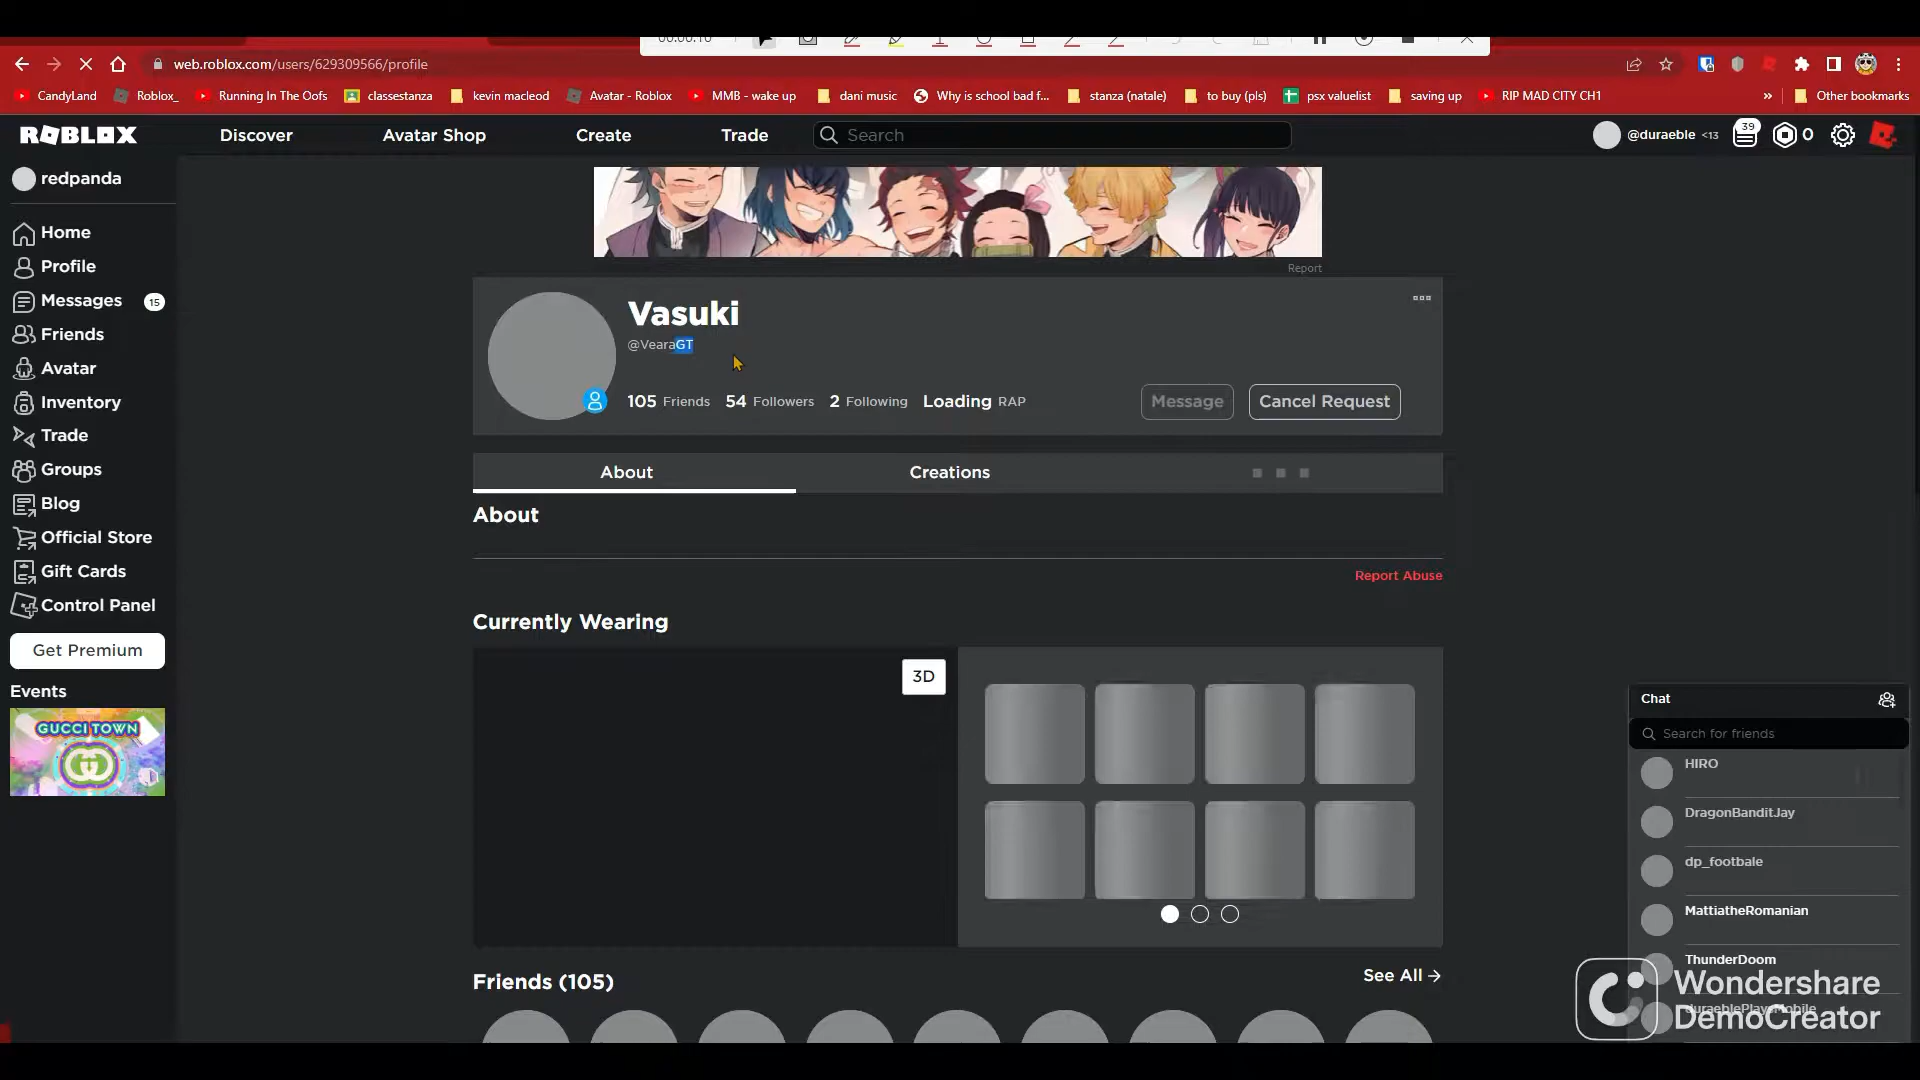 00:00:10
web.roblox.com/users/629309566/profile
CandyLand
Roblox_
Running In The Oofs
classestanza
kevin macleod
Avatar - Roblox
MMB - wake up
dani music
Why is school bad f...
stanza (natale)
to buy (pls)
psx valuelist
saving up
RIP MAD CITY CH1
»
Other bookmarks
ROBLOX
Discover
Avatar Shop
Create
Trade
Search
@duraeble <13
39
0
redpanda
Home
Profile
Messages 15
Friends
Avatar
Inventory
Trade
Groups
Blog
Official Store
Gift Cards
Control Panel
Get Premium
Events
GUCCI TOWN
Report
Vasuki
@VearaGT
105 Friends 54 Followers 2 Following Loading RAP
Message
Cancel Request
About
Creations
About
Report Abuse
Currently Wearing
3D
Friends (105)
See All
Chat
Search for friends
HIRO
DragonBanditJay
dp_footbale
MattiatheRomanian
ThunderDoom
duraeblePlaysMobile
Wondershare
DemoCreator